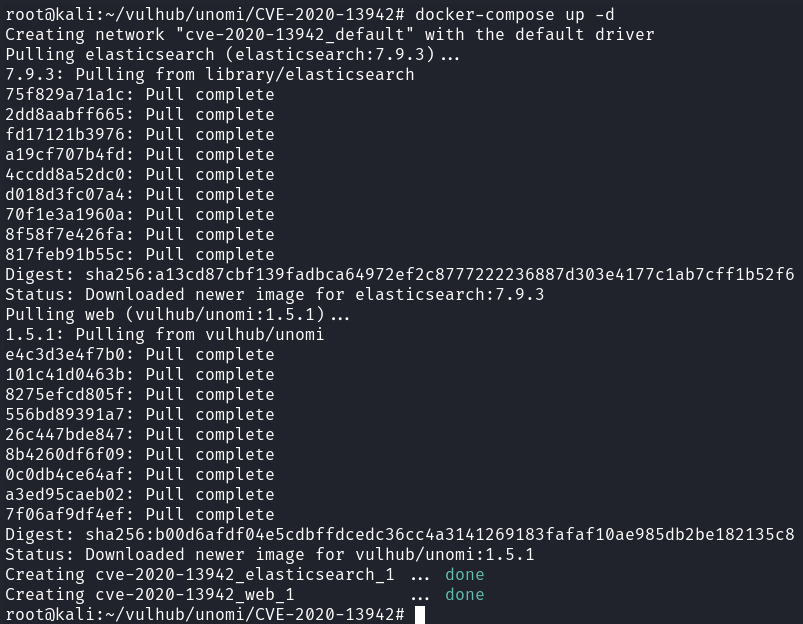 root@kali:~/vulhub/unomi/CVE-2020-13942# docker-compose up -d
Creating network "cve-2020-13942_default" with the default driver
Pulling elasticsearch (elasticsearch:7.9.3)...
7.9.3: Pulling from library/elasticsearch
75f829a71a1c: Pull complete
2dd8aabff665: Pull complete
fd17121b3976: Pull complete
a19cf707b4fd: Pull complete
4ccdd8a52dc0: Pull complete
d018d3fc07a4: Pull complete
70f1e3a1960a: Pull complete
8f58f7e426fa: Pull complete
817feb91b55c: Pull complete
Digest: sha256:a13cd87cbf139fadbca64972ef2c8777222236887d303e4177c1ab7cff1b52f6
Status: Downloaded newer image for elasticsearch:7.9.3
Pulling web (vulhub/unomi:1.5.1)...
1.5.1: Pulling from vulhub/unomi
e4c3d3e4f7b0: Pull complete
101c41d0463b: Pull complete
8275efcd805f: Pull complete
556bd89391a7: Pull complete
26c447bde847: Pull complete
8b4260df6f09: Pull complete
0c0db4ce64af: Pull complete
a3ed95caeb02: Pull complete
7f06af9df4ef: Pull complete
Digest: sha256:b00d6afdf04e5cdbffdcedc36cc4a3141269183fafaf10ae985db2be182135c8
Status: Downloaded newer image for vulhub/unomi:1.5.1
Creating cve-2020-13942_elasticsearch_1 ... done
Creating cve-2020-13942_web_1 ... done
root@kali:~/vulhub/unomi/CVE-2020-13942#